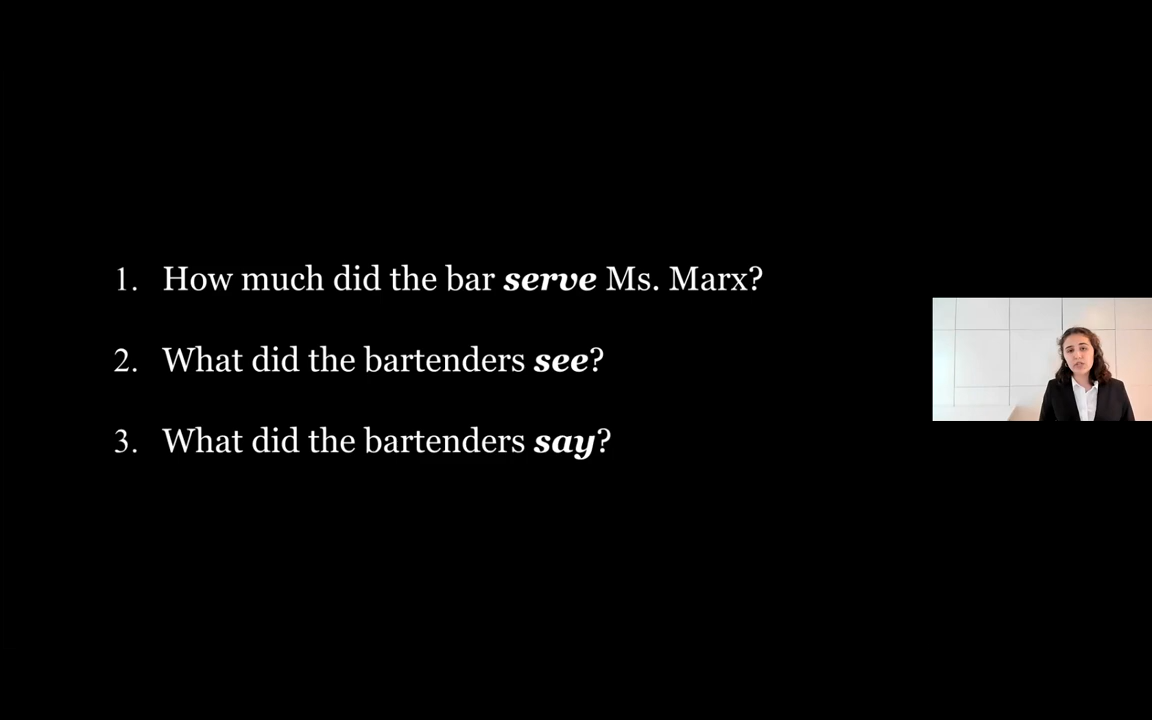 1. How much did the bar serve Ms. Marx?
2. What did the bartenders see?
3. What did the bartenders say?